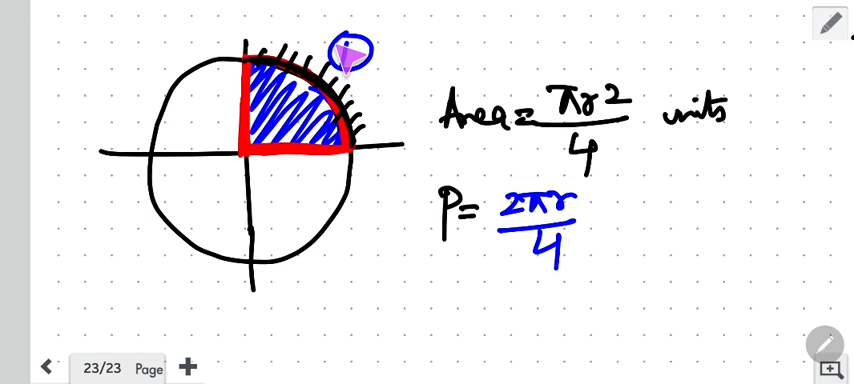 Area = πr2/4 units
P = 2πr/4
23/23 Page